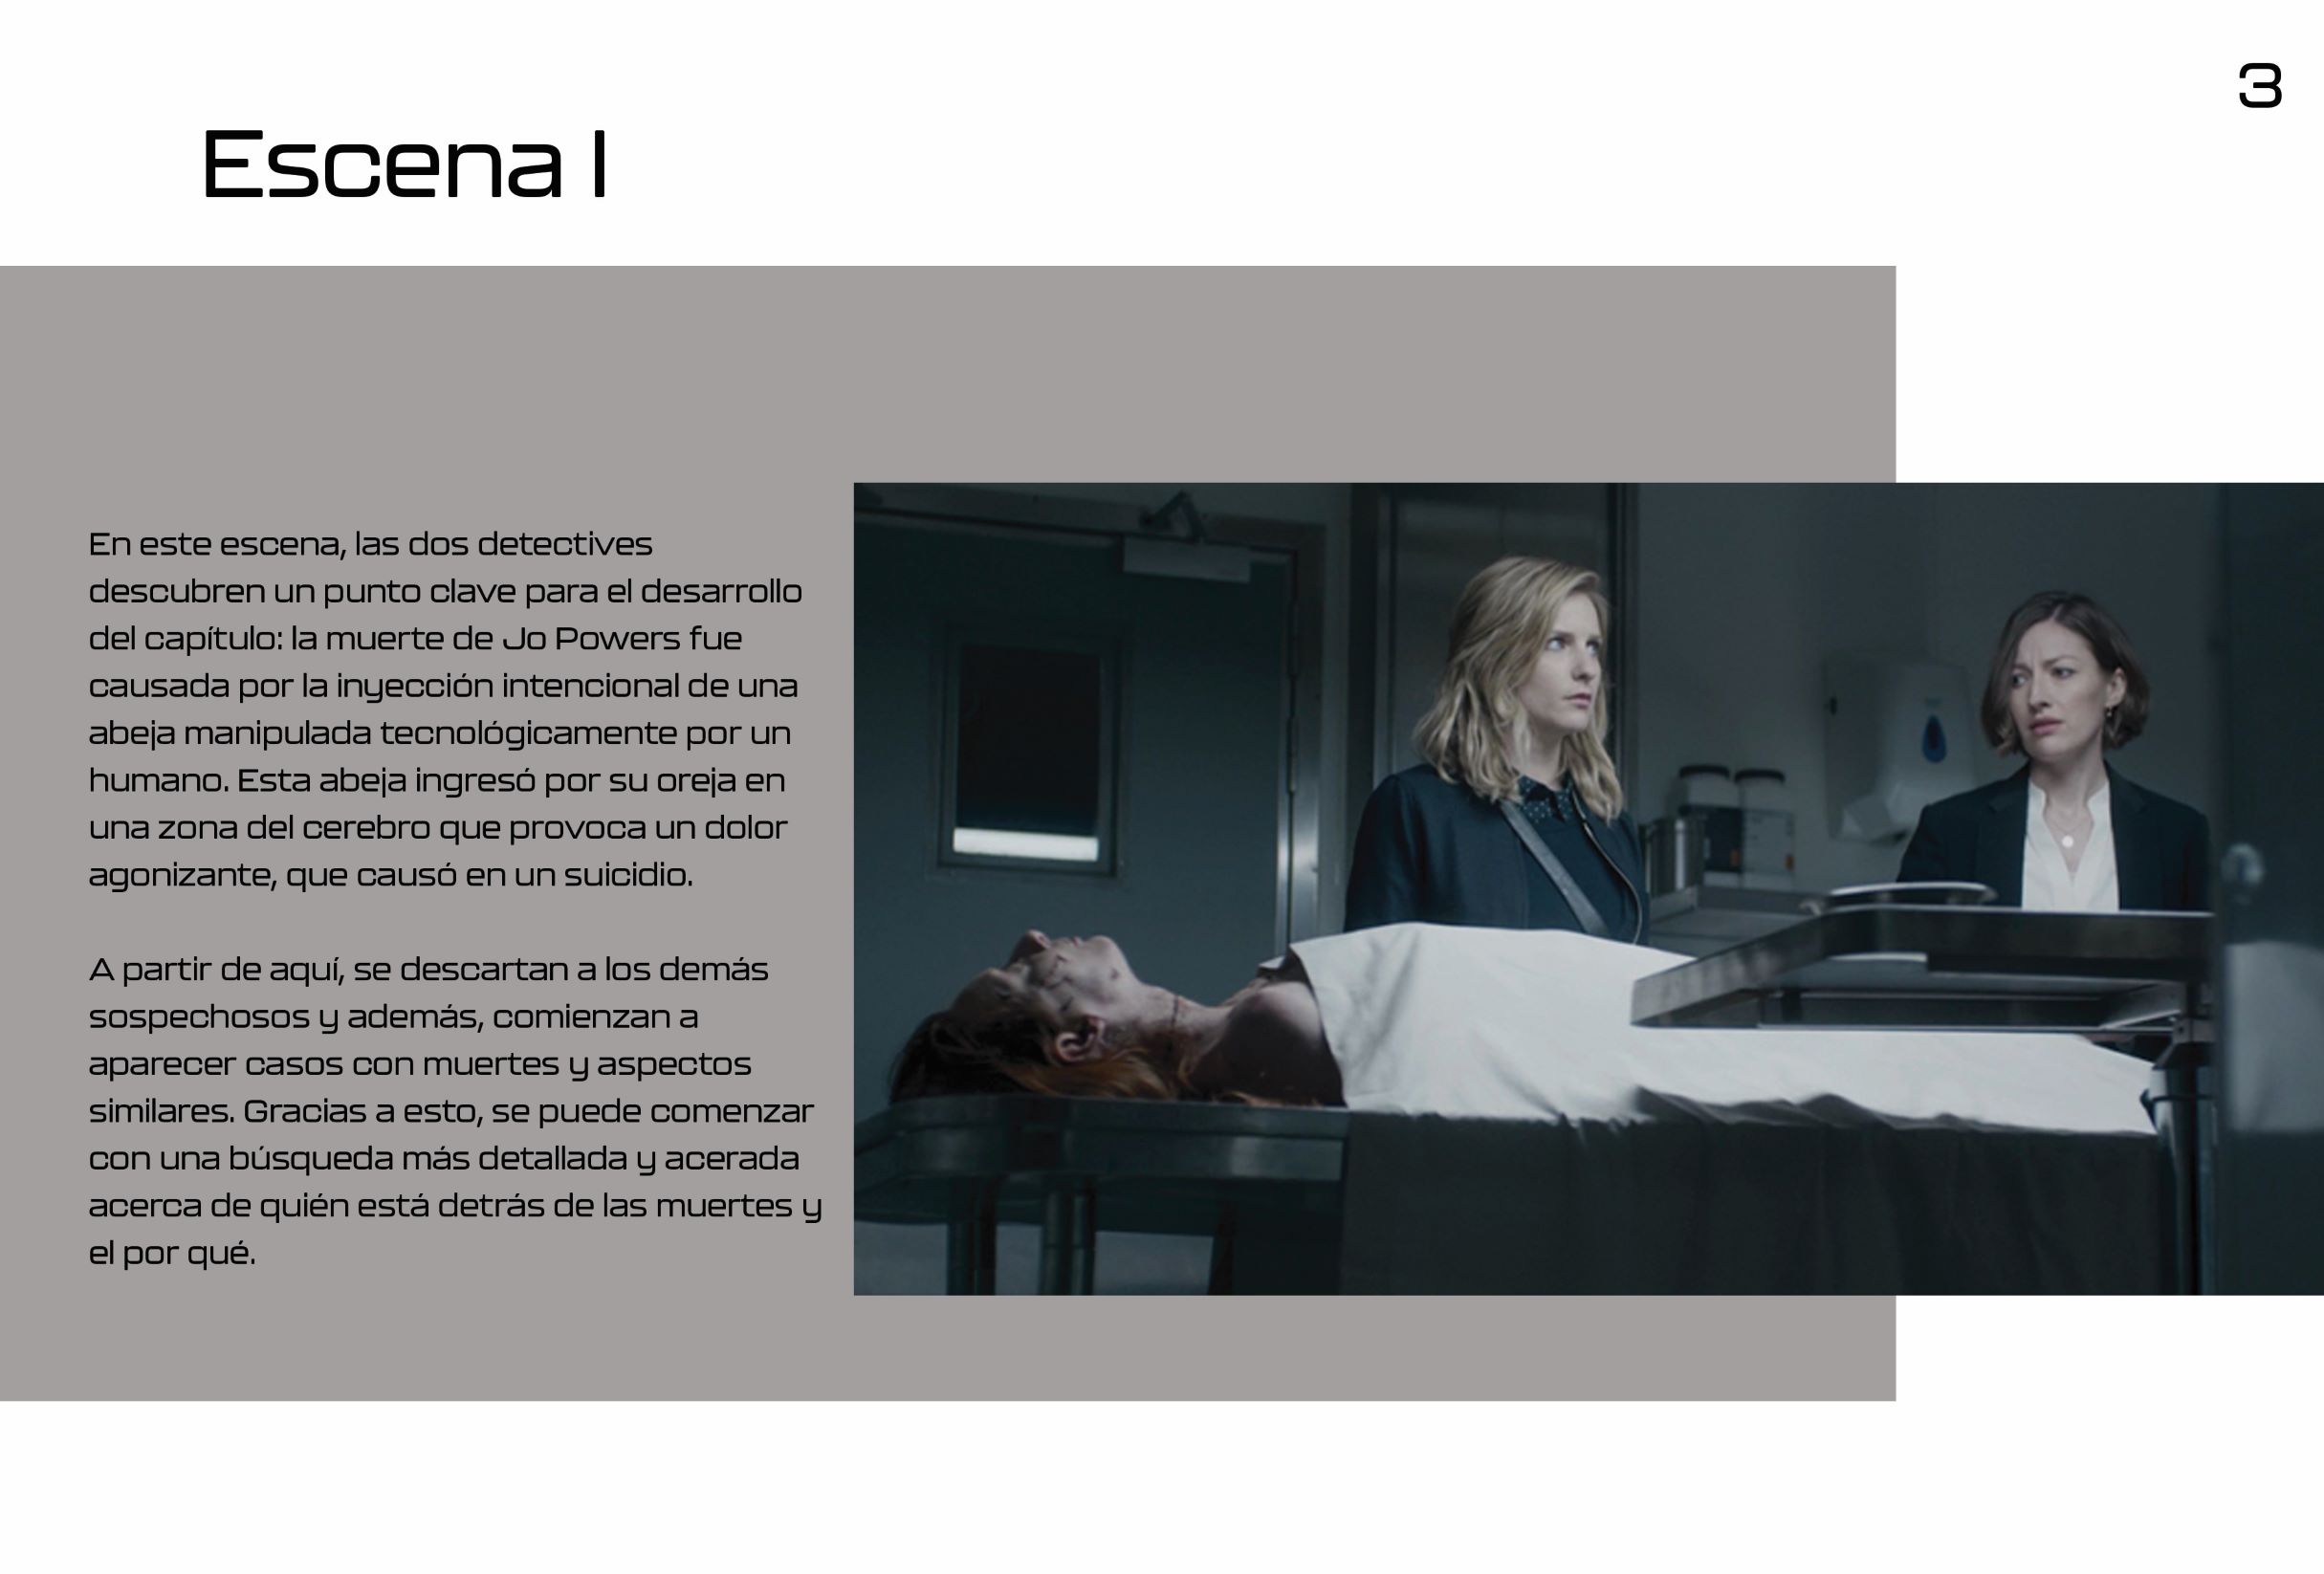 3
Escena 1
En este escena, las dos detectives
descubren un punto clave para el desarrollo
del capítulo: la muerte de Jo Powers fue
causada por la inyección intencional de una
abeja manipulada tecnológicamente por un
humano. Esta abeja ingresó por su oreja en
una zona del cerebro que provoca un dolor
agonizante, que causó en un suicidio.
A partir de aquí, se descartan a los demás
sospechosos y además, comienzan a
aparecer casos con muertes y aspectos
similares. Gracias a esto, se puede comenzar
con una búsqueda más detallada y acerada
acerca de quién está detrás de las muertes y
el por qué.